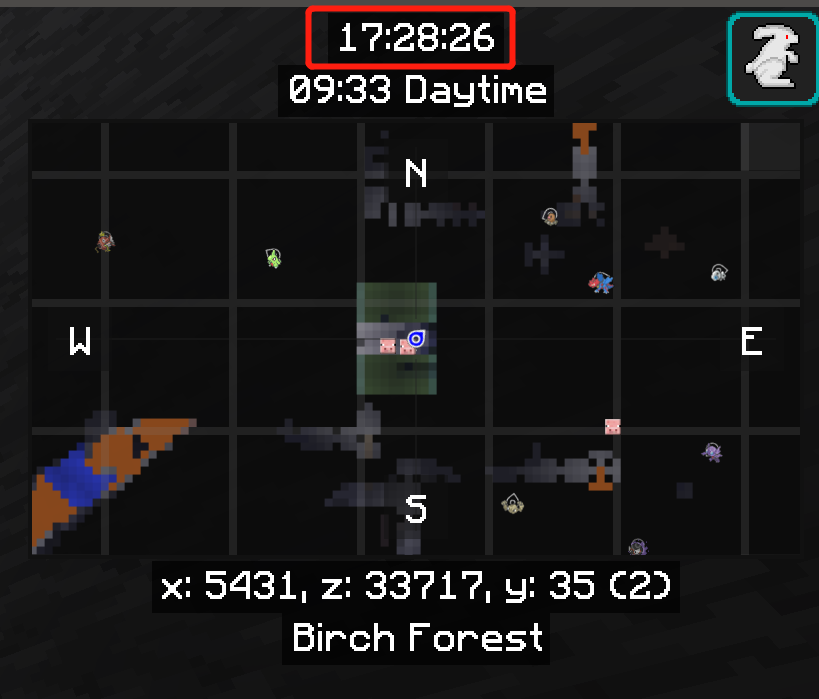 17:28:26
09:33 Daytime
N
W
E
S
x: 5431, z: 33717, y: 35 (2)
Birch Forest